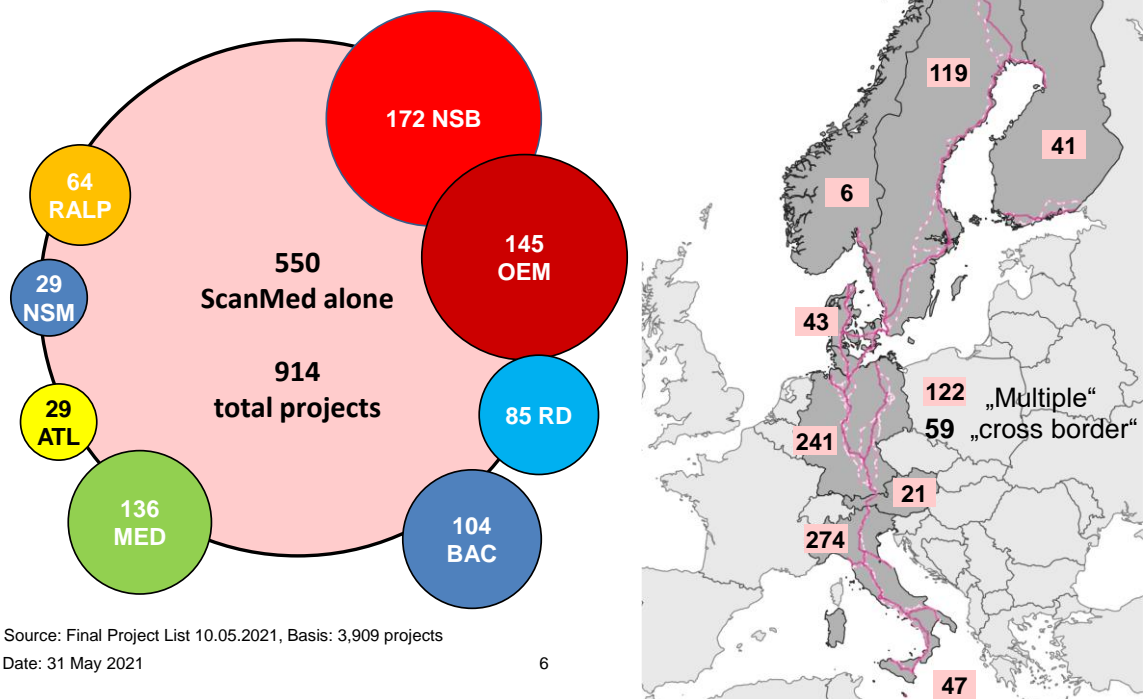 172 NSB
64
RALP
145
OEM
550
ScanMed alone
29
NSM
914
total projects
29
ATL
85 RD
136
MED
104
BAC
Source: Final Project List 10.05.2021, Basis: 3,909 projects
Date: 31 May 2021
6
119
41
6
43
122 „Multiple“
59 „cross border“
241
21
274
47